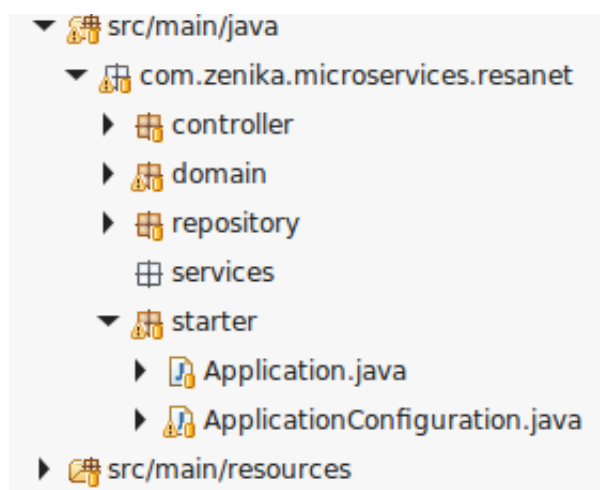 src/main/java
com.zenika.microservices.resanet
controller
domain
repository
services
starter
Application.java
ApplicationConfiguration.java
src/main/resources